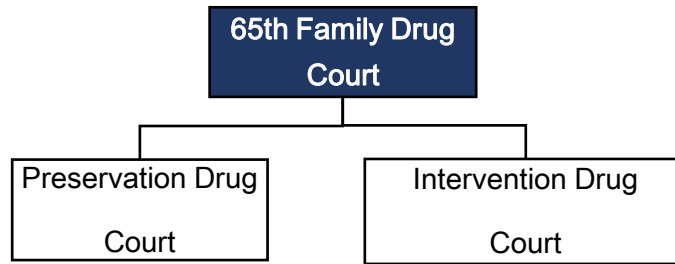 65th Family Drug
Court
Preservation Drug
Court
Intervention Drug
Court